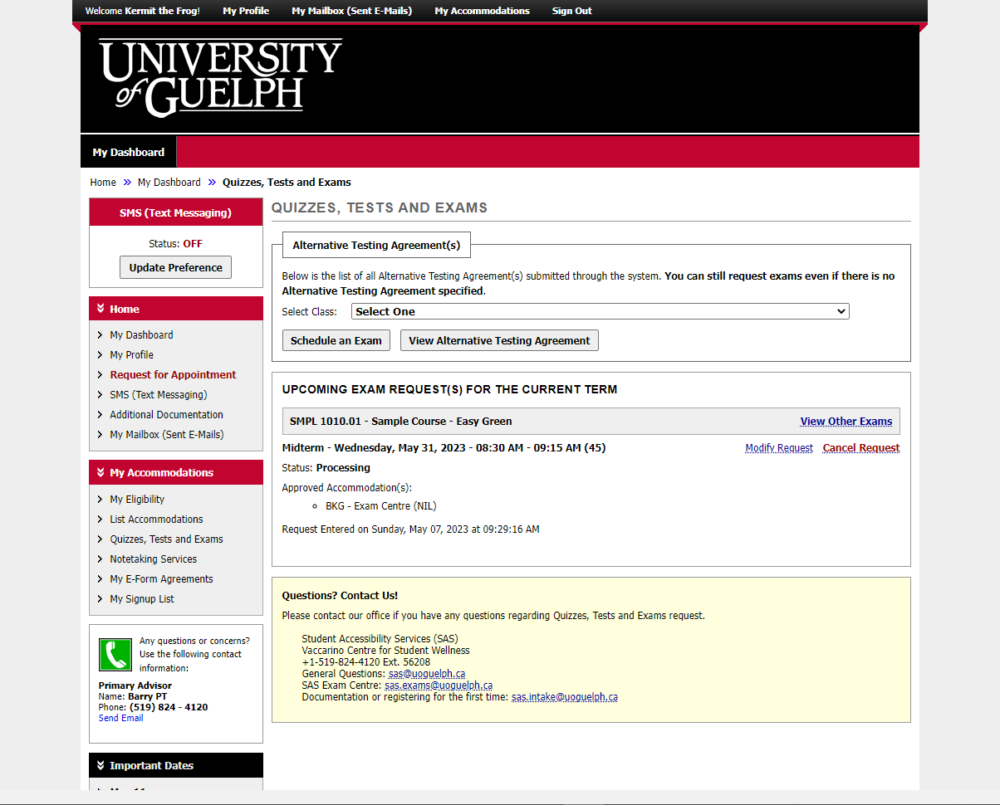 Welcome Kermit the Frog! My Profile My Mailbox (Sent E-Mails) My Accommodations Sign Out
UNIVERSITY
of GUELPH
My Dashboard
Home » My Dashboard » Quizzes, Tests and Exams
SMS (Text Messaging)
Status: OFF
Update Preference
Home
My Dashboard
My Profile
Request for Appointment
SMS (Text Messaging)
Additional Documentation
My Mailbox (Sent E-Mails)
My Accommodations
My Eligibility
List Accommodations
Quizzes, Tests and Exams
Notetaking Services
My E-Form Agreements
My Signup List
Any questions or concerns?
Use the following contact
information:
Primary Advisor
Name: Barry PT
Phone: (519) 824 - 4120
Send Email
Important Dates
QUIZZES, TESTS AND EXAMS
Alternative Testing Agreement(s)
Below is the list of all Alternative Testing Agreement(s) submitted through the system. You can still request exams even if there is no
Alternative Testing Agreement specified.
Select Class: Select One
Schedule an Exam View Alternative Testing Agreement
UPCOMING EXAM REQUEST(S) FOR THE CURRENT TERM
SMPL 1010.01 - Sample Course - Easy Green View Other Exams
Midterm - Wednesday, May 31, 2023 - 08:30 AM - 09:15 AM (45) Modify Request Cancel Request
Status: Processing
Approved Accommodation(s):
BKG - Exam Centre (NIL)
Request Entered on Sunday, May 07, 2023 at 09:29:16 AM
Questions? Contact Us!
Please contact our office if you have any questions regarding Quizzes, Tests and Exams request.
Student Accessibility Services (SAS)
Vaccarino Centre for Student Wellness
+1-519-824-4120 Ext. 56208
General Questions: sas@uoguelph.ca
SAS Exam Centre: sas.exams@uoguelph.ca
Documentation or registering for the first time: sas.intake@uoguelph.ca